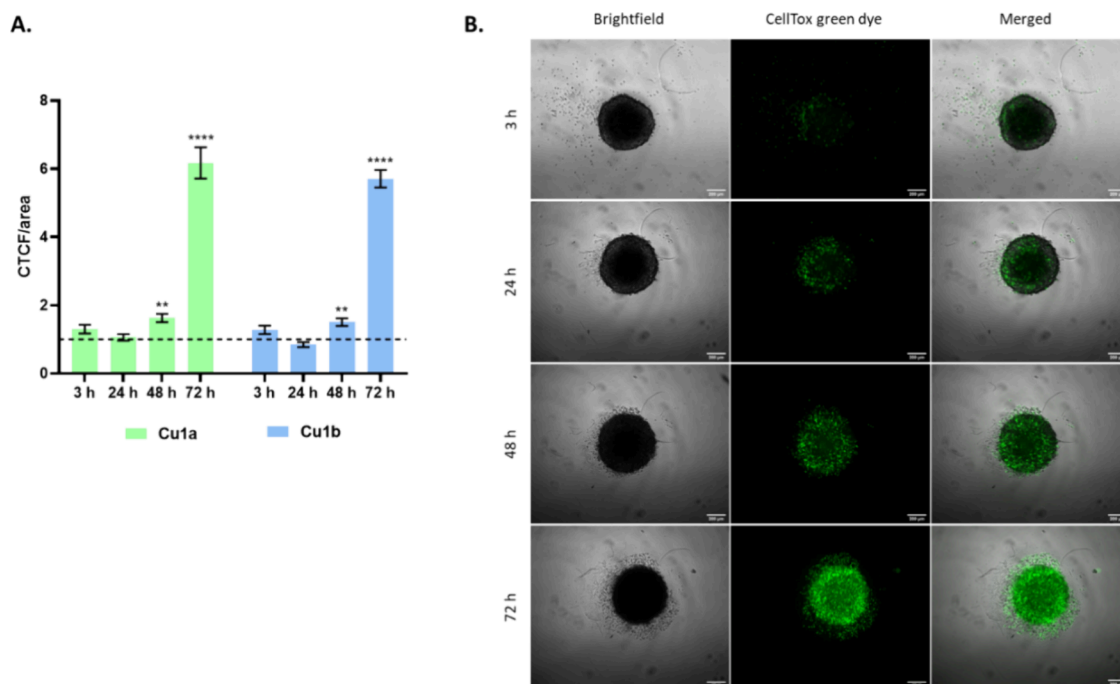 A.
CTCF/area
8
6
4
2
0
****
**
****
**
3 h 24 h 48 h 72 h 3 h 24 h 48 h 72 h
Cu1a Cu1b
B.
Brightfield CellTox green dye Merged
3 h
24 h
48 h
72 h